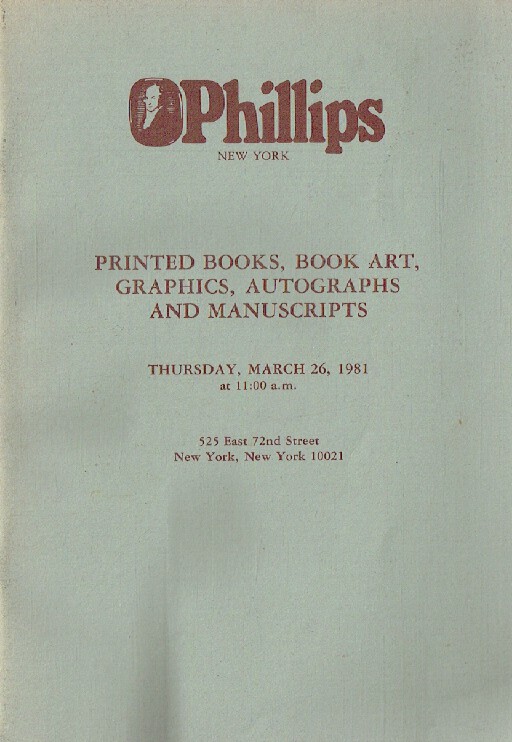 Phillips
NEW YORK
PRINTED BOOKS, BOOK ART,
GRAPHICS, AUTOGRAPHS
AND MANUSCRIPTS
THURSDAY, MARCH 26, 1981
at 11:00 a.m.
525 East 72nd Street
New York, New York 10021